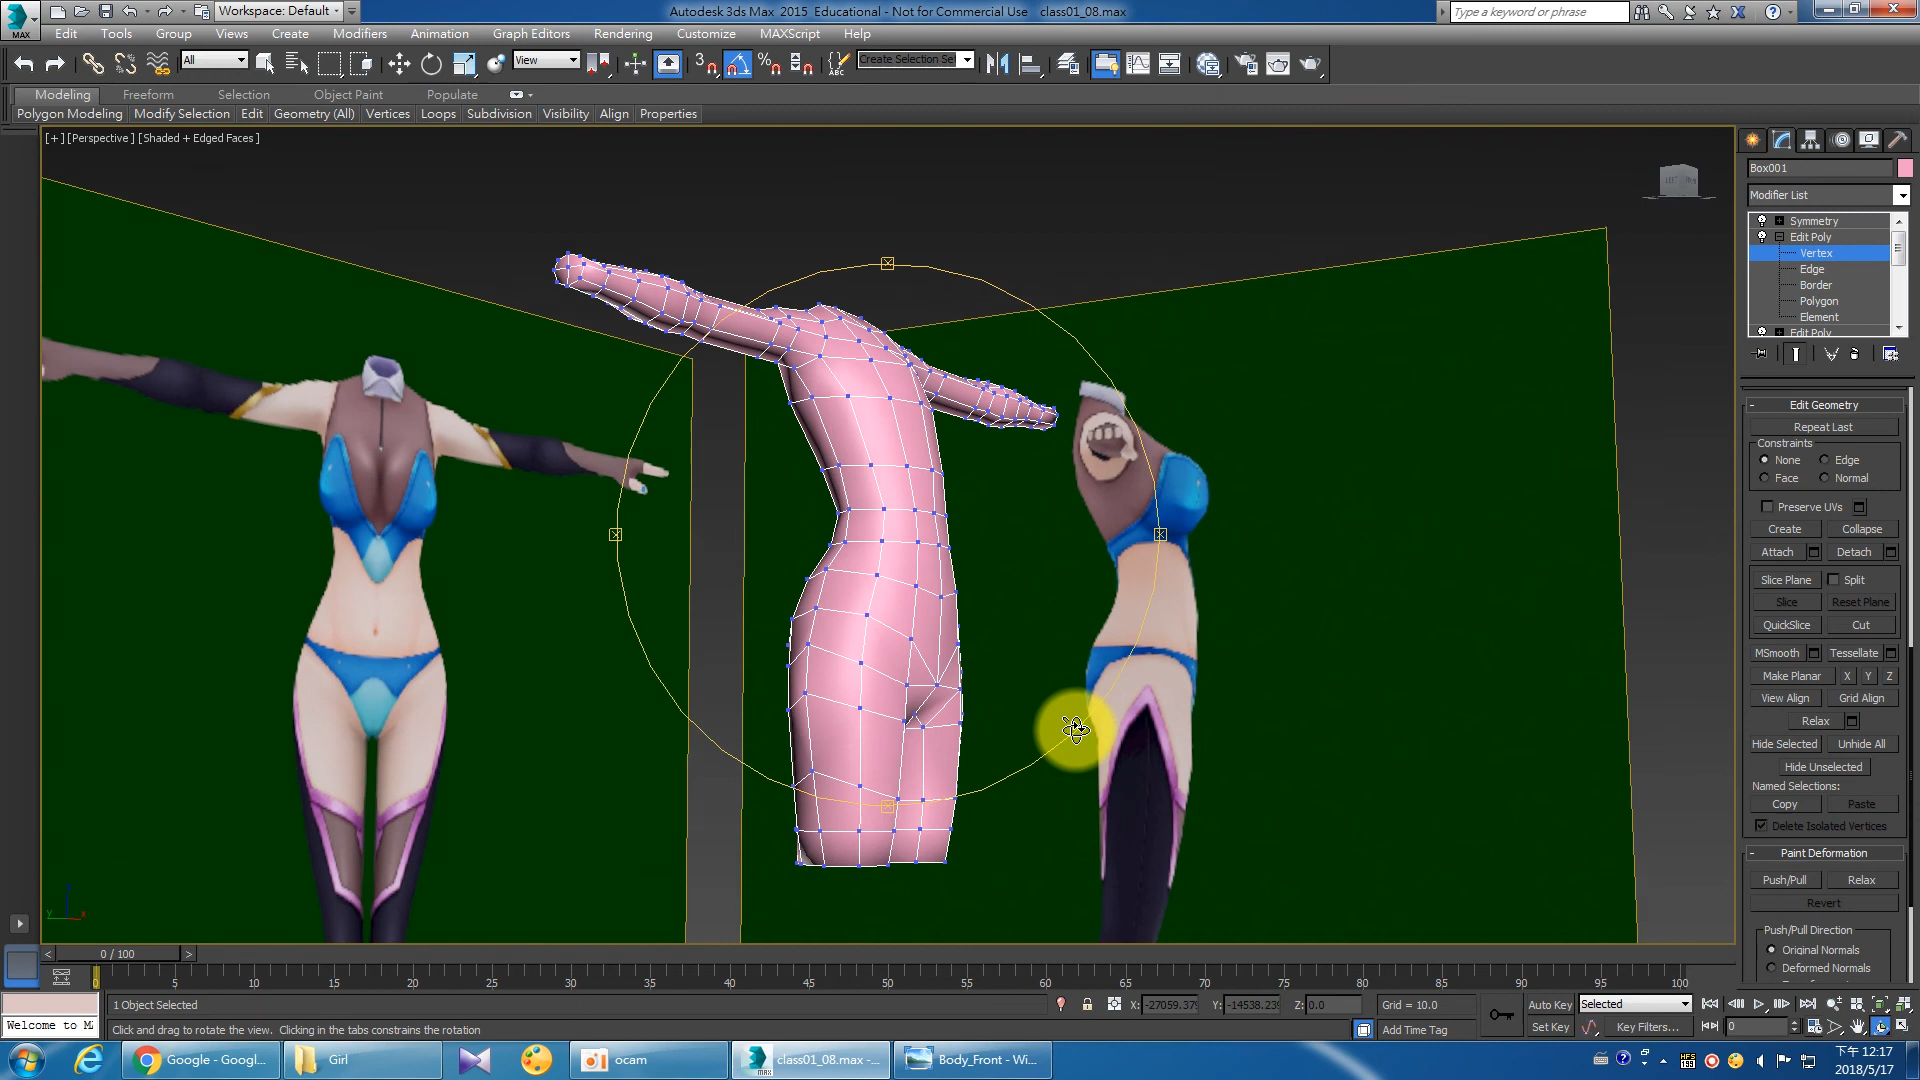 Workspace: Default
Autodesk 3ds Max 2015 Educational - Not for Commercial Use class01_08.max
Type a keyword or phrase
MAX
Edit Tools Group Views Create Modifiers Animation Graph Editors Rendering Customize MAXScript Help
All
View
3
%
ABC
Create Selection Se
Modeling Freeform Selection Object Paint Populate
Polygon Modeling Modify Selection Edit Geometry (All) Vertices Loops Subdivision Visibility Align Properties
[+] [Perspective] [Shaded + Edged Faces]
Box001
Modifier List
Symmetry
Edit Poly
Vertex
Edge
Border
Polygon
Element
Edit Poly
- Edit Geometry
Repeat Last
Constraints
None Edge
Face Normal
Preserve UVs
Create Collapse
Attach Detach
Slice Plane Split
Slice Reset Plane
QuickSlice Cut
MSmooth Tessellate
Make Planar X Y Z
View Align Grid Align
Relax
Hide Selected Unhide All
Hide Unselected
Named Selections:
Copy Paste
Delete Isolated Vertices
- Paint Deformation
Push/Pull Relax
Revert
Push/Pull Direction
Original Normals
Deformed Normals
y x
< 0 / 100 >
0 5 10 15 20 25 30 35 40 45 50 55 60 65 70 75 80 85 90 95 100
1 Object Selected X: -27059.379 Y: -14538.239 Z: 0.0 Grid = 10.0 Auto Key Selected
Welcome to M
Click and drag to rotate the view. Clicking in the tabs constrains the rotation Add Time Tag Set Key Key Filters... 0
Google - Googl... Girl ocam class01_08.max -... Body_Front - Wi...
下午 12:17
2018/5/17